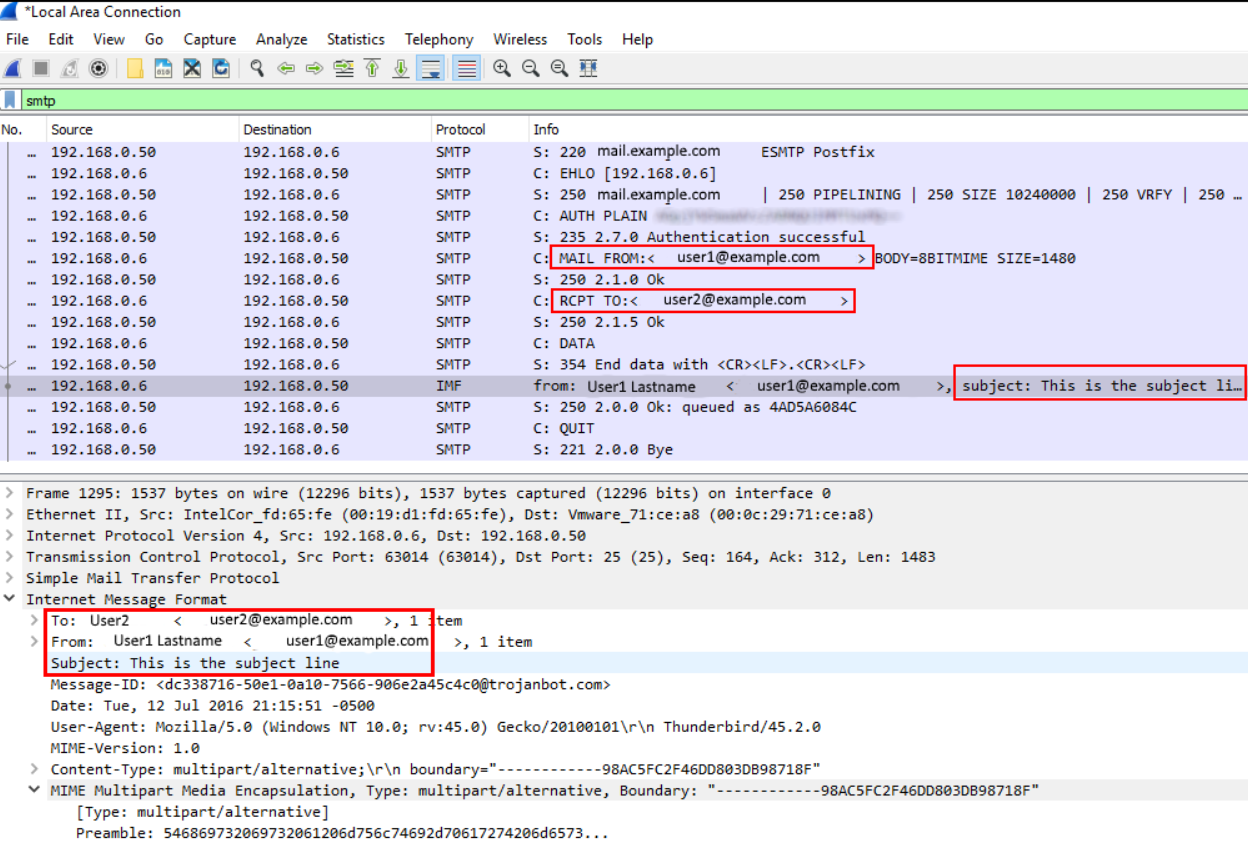 *Local Area Connection
File Edit View Go Capture Analyze Statistics Telephony Wireless Tools Help
smtp
No. Source Destination Protocol Info
... 192.168.0.50 192.168.0.6 SMTP S: 220 mail.example.com ESMTP Postfix
... 192.168.0.6 192.168.0.50 SMTP C: EHLO [192.168.0.6]
... 192.168.0.50 192.168.0.6 SMTP S: 250 mail.example.com | 250 PIPELINING | 250 SIZE 10240000 | 250 VRFY | 250 ...
... 192.168.0.6 192.168.0.50 SMTP C: AUTH PLAIN
... 192.168.0.50 192.168.0.6 SMTP S: 235 2.7.0 Authentication successful
... 192.168.0.6 192.168.0.50 SMTP C: MAIL FROM:< user1@example.com > BODY=8BITMIME SIZE=1480
... 192.168.0.50 192.168.0.6 SMTP S: 250 2.1.0 Ok
... 192.168.0.6 192.168.0.50 SMTP C: RCPT TO:< user2@example.com >
... 192.168.0.50 192.168.0.6 SMTP S: 250 2.1.5 Ok
... 192.168.0.6 192.168.0.50 SMTP C: DATA
... 192.168.0.50 192.168.0.6 SMTP S: 354 End data with <CR><LF>.<CR><LF>
... 192.168.0.6 192.168.0.50 IMF from: User1 Lastname < user1@example.com >, subject: This is the subject li...
... 192.168.0.50 192.168.0.6 SMTP S: 250 2.0.0 Ok: queued as 4AD5A6084C
... 192.168.0.6 192.168.0.50 SMTP C: QUIT
... 192.168.0.50 192.168.0.6 SMTP S: 221 2.0.0 Bye
Frame 1295: 1537 bytes on wire (12296 bits), 1537 bytes captured (12296 bits) on interface 0
Ethernet II, Src: IntelCor_fd:65:fe (00:19:d1:fd:65:fe), Dst: Vmware_71:ce:a8 (00:0c:29:71:ce:a8)
Internet Protocol Version 4, Src: 192.168.0.6, Dst: 192.168.0.50
Transmission Control Protocol, Src Port: 63014 (63014), Dst Port: 25 (25), Seq: 164, Ack: 312, Len: 1483
Simple Mail Transfer Protocol
Internet Message Format
To: User2 < user2@example.com >, 1 item
From: User1 Lastname < user1@example.com >, 1 item
Subject: This is the subject line
Message-ID: <dc338716-50e1-0a10-7566-906e2a45c4c0@trojanbot.com>
Date: Tue, 12 Jul 2016 21:15:51 -0500
User-Agent: Mozilla/5.0 (Windows NT 10.0; rv:45.0) Gecko/20100101\r\n Thunderbird/45.2.0
MIME-Version: 1.0
Content-Type: multipart/alternative;\r\n boundary="------------98AC5FC2F46DD803DB98718F"
MIME Multipart Media Encapsulation, Type: multipart/alternative, Boundary: "------------98AC5FC2F46DD803DB98718F"
[Type: multipart/alternative]
Preamble: 546869732069732061206d756c74692d70617274206d6573...